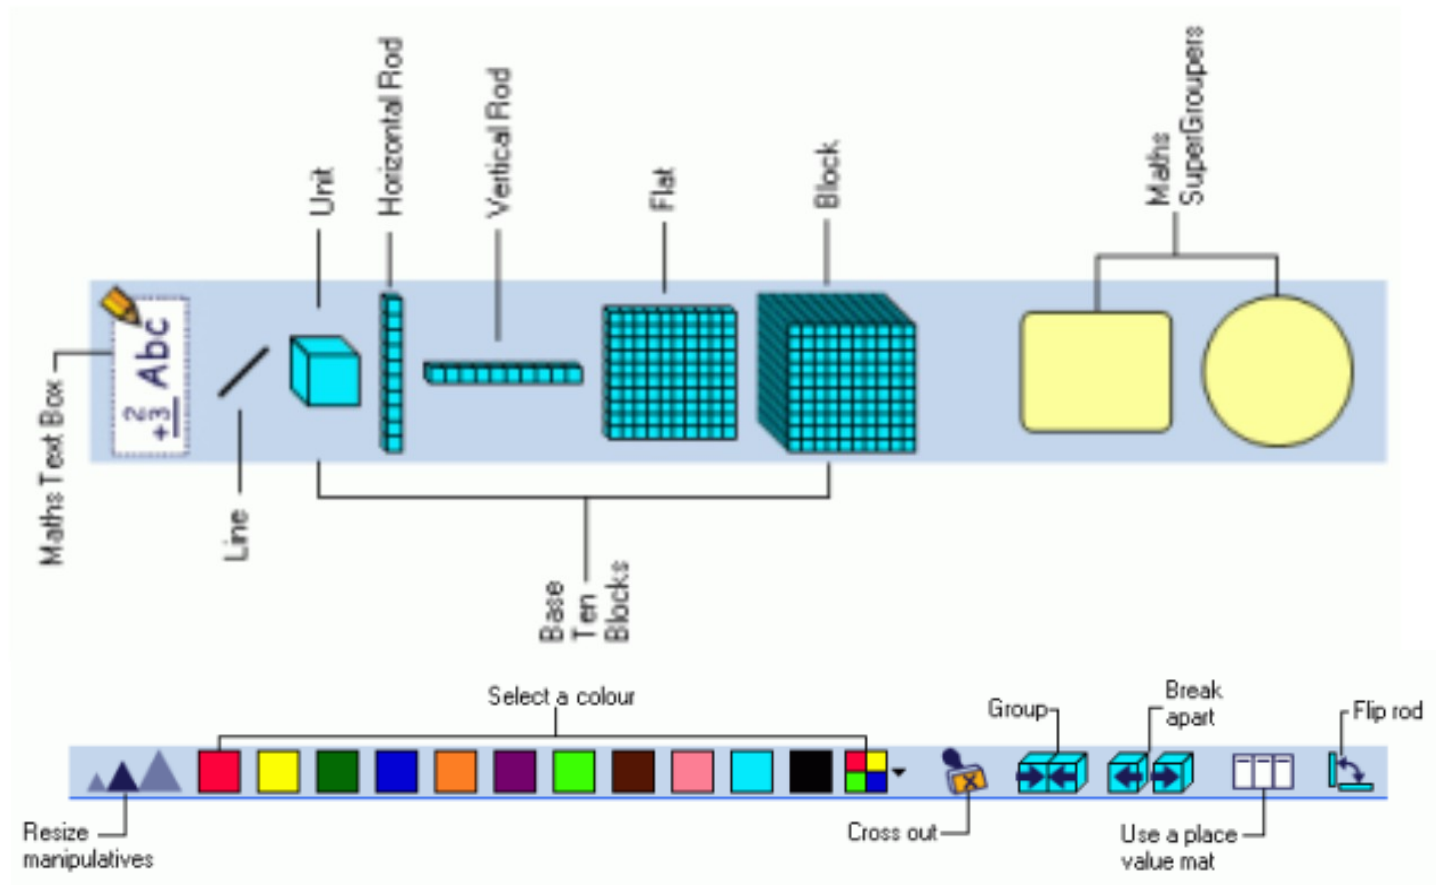 Maths Text Box
2
+3
Abc
Line
Unit
Horizontal Rod
Vertical Rod
Flat
Block
Base
Ten
Blocks
Maths
SuperGroupers
Select a colour
Group
Break
apart
Flip rod
Resize
manipulatives
Cross out
Use a place
value mat